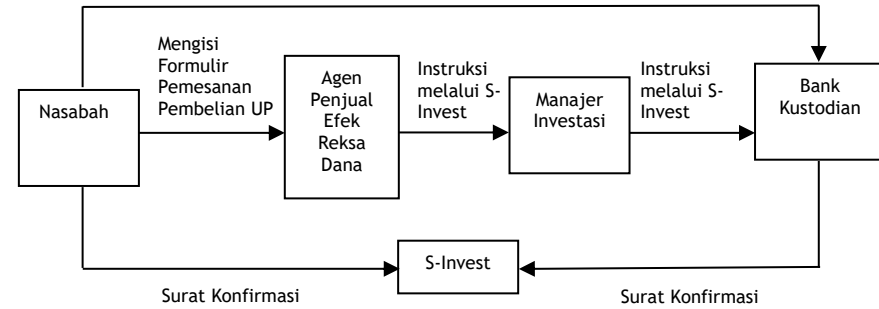 Nasabah
Mengisi
Formulir
Pemesanan
Pembelian UP
Agen
Penjual
Efek
Reksa
Dana
Instruksi
melalui S-
Invest
Manajer
Investasi
Instruksi
melalui S-
Invest
Bank
Kustodian
S-Invest
Surat Konfirmasi
Surat Konfirmasi